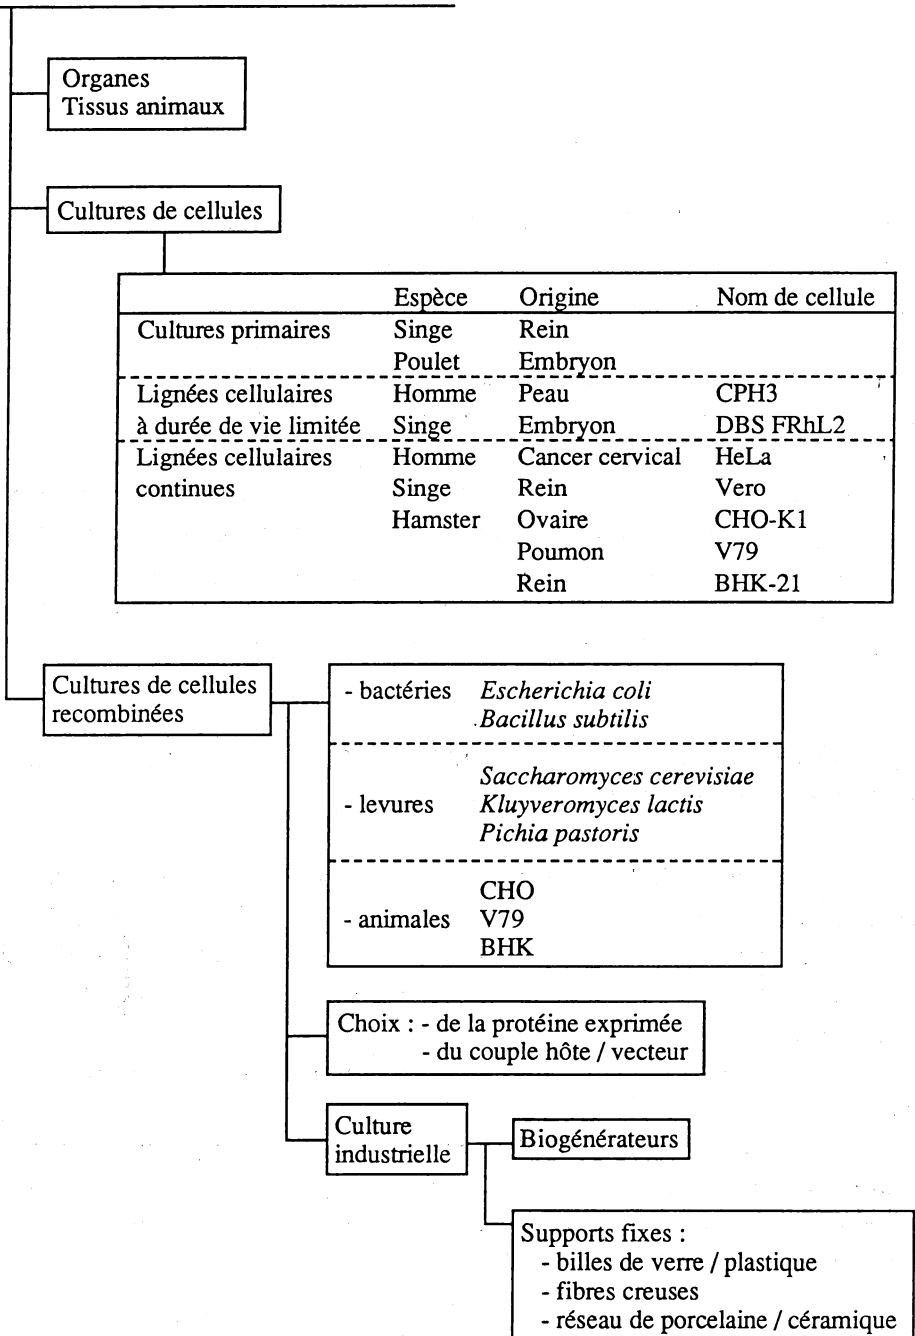 Organes
Tissus animaux
Cultures de cellules
Espèce Origine Nom de cellule
Cultures primaires Singe Rein
Poulet Embryon
Lignées cellulaires Homme Peau CPH3
à durée de vie limitée Singe Embryon DBS FRhL2
Lignées cellulaires Homme Cancer cervical HeLa
continues Singe Rein Vero
Hamster Ovaire CHO-K1
Poumon V79
Rein BHK-21
Cultures de cellules
recombinées
- bactéries Escherichia coli
Bacillus subtilis
Saccharomyces cerevisiae
- levures Kluyveromyces lactis
Pichia pastoris
CHO
- animales V79
BHK
Choix : - de la protéine exprimée
- du couple hôte / vecteur
Culture
industrielle
Biogénérateurs
Supports fixes :
- billes de verre / plastique
- fibres creuses
- réseau de porcelaine / céramique